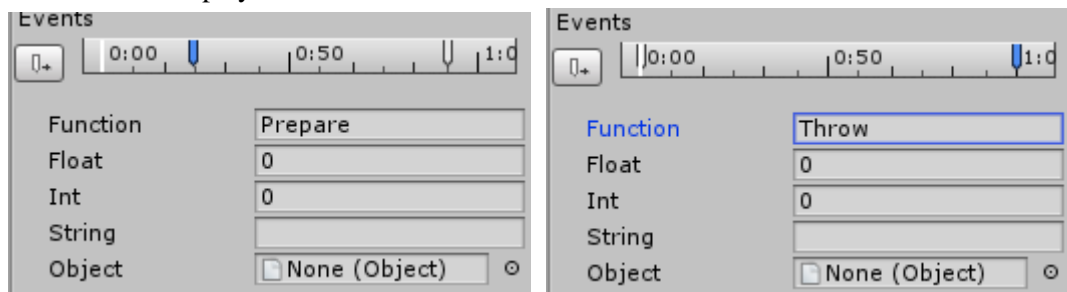 Events
0:00 0:50 1:0
Function Prepare
Float 0
Int 0
String
Object None (Object)
Events
0:00 0:50 1:0
Function Throw
Float 0
Int 0
String
Object None (Object)